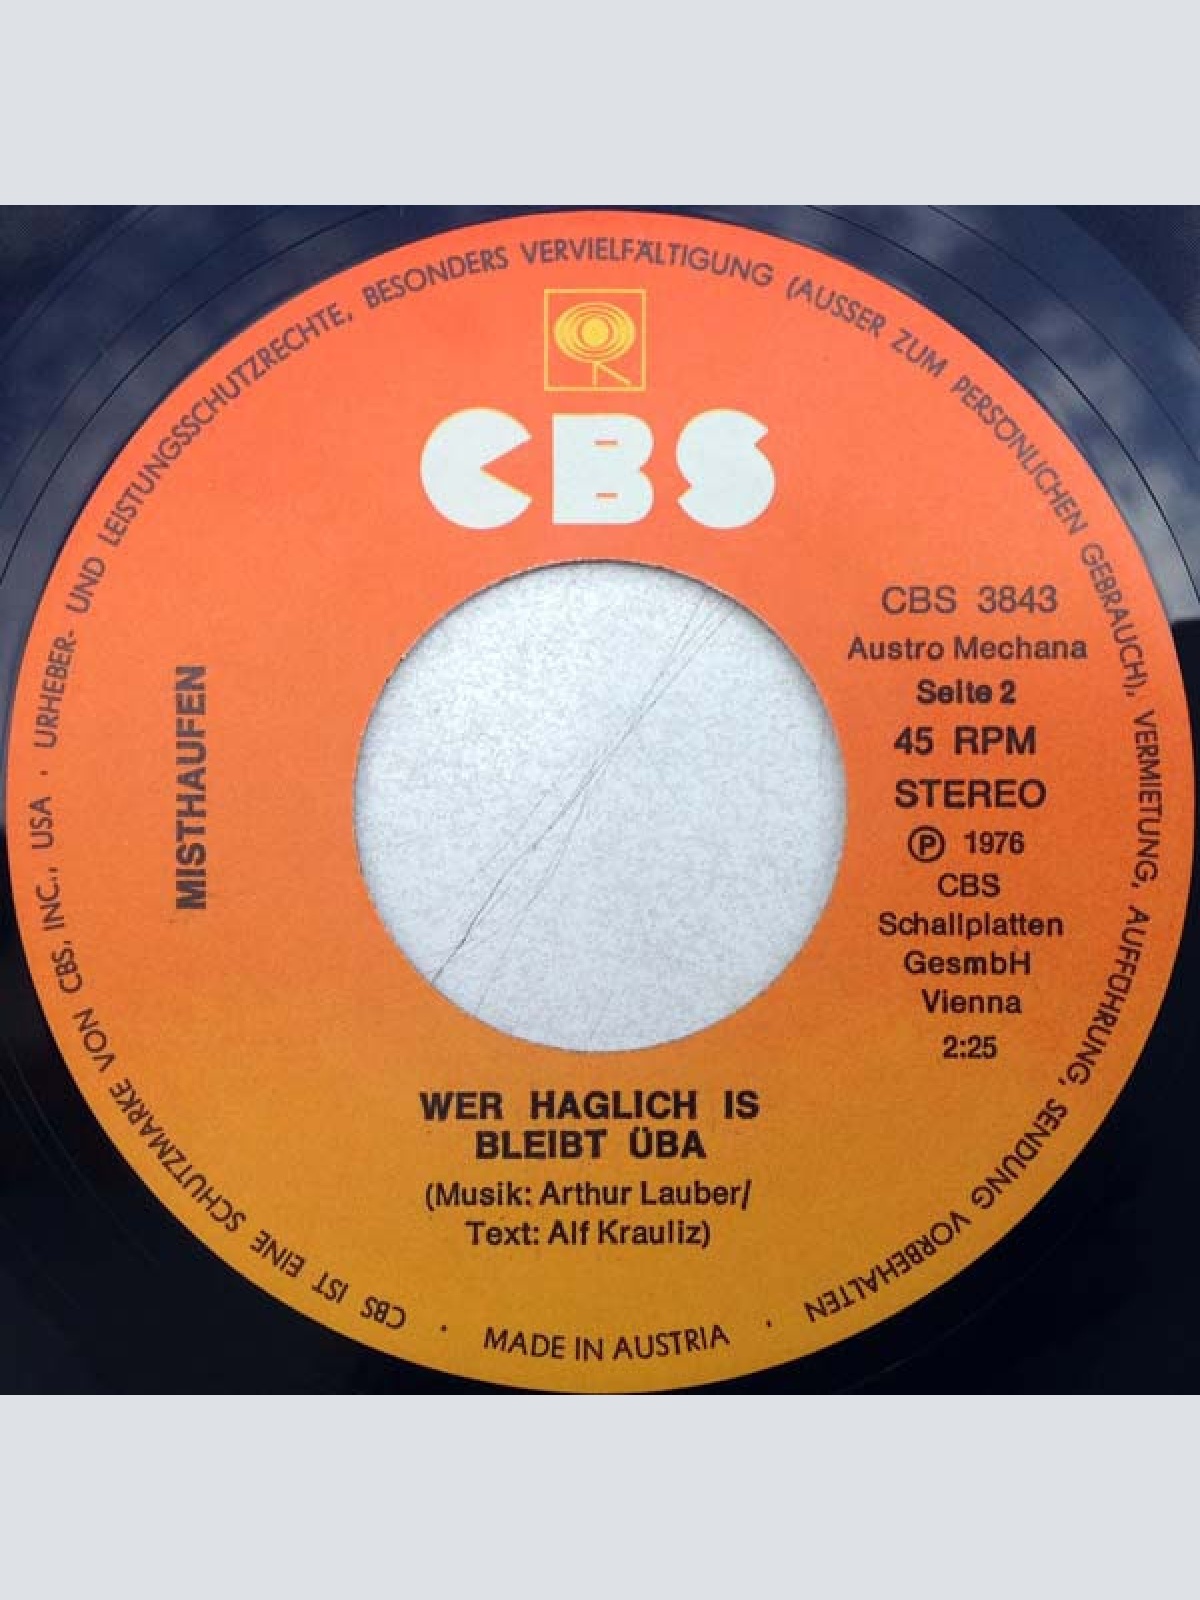 CBS IST EINE SCHUTZMARKE VON CBS, INC., USA · URHEBER- UND LEISTUNGSSCHUTZRECHTE, BESONDERS VERVIELFÄLTIGUNG (AUSSER ZUM PERSÖNLICHEN GEBRAUCH), VERMIETUNG, AUFFÜHRUNG, SENDUNG VORBEHALTEN ·
CBS
MISTHAUFEN
CBS 3843
Austro Mechana
Seite 2
45 RPM
STEREO
℗ 1976
CBS
Schallplatten
GesmbH
Vienna
2:25
WER HAGLICH IS
BLEIBT ÜBA
(Musik: Arthur Lauber/
Text: Alf Krauliz)
· MADE IN AUSTRIA ·